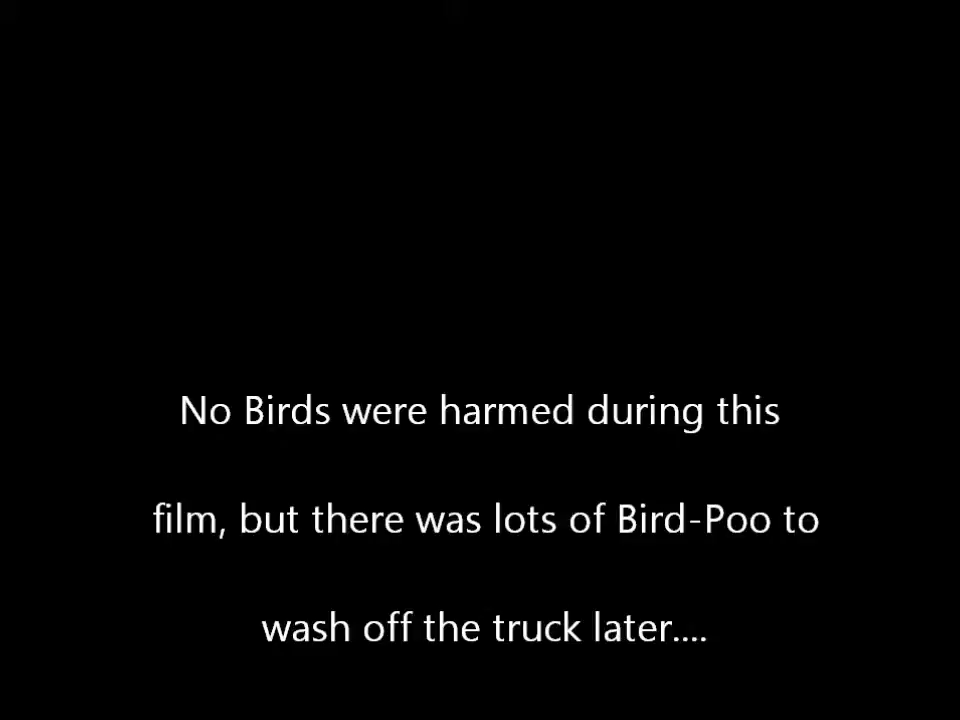 No Birds were harmed during this
film, but there was lots of Bird-Poo to
wash off the truck later....